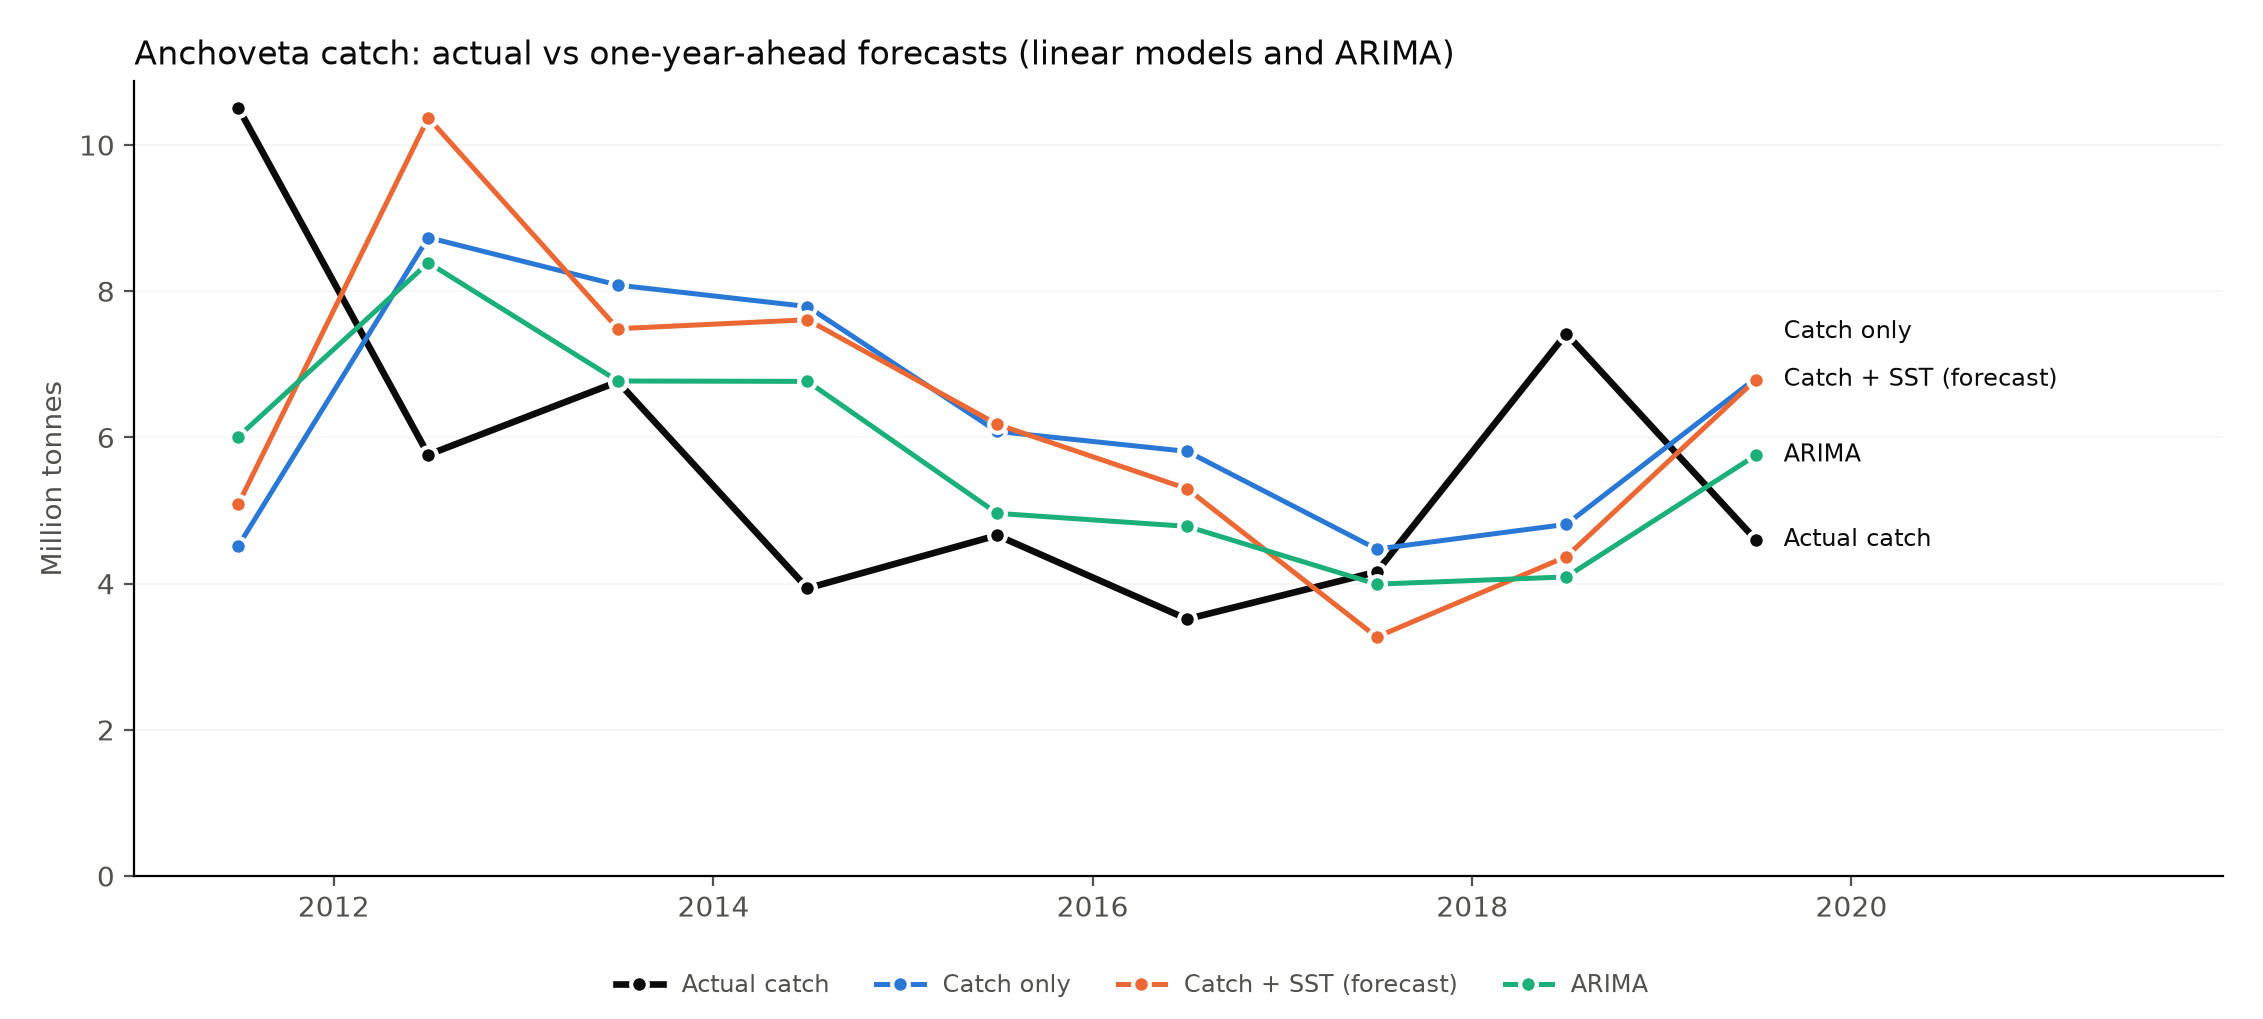 Anchoveta catch: actual vs one-year-ahead forecasts (linear models and ARIMA)
Million tonnes
10
8
6
4
2
0
2012
2014
2016
2018
2020
Catch only
Catch + SST (forecast)
ARIMA
Actual catch
Actual catch
Catch only
Catch + SST (forecast)
ARIMA